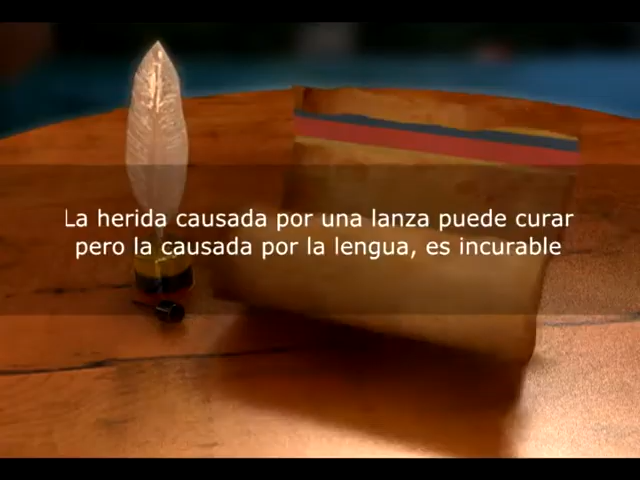 La herida causada por una lanza puede curar
pero la causada por la lengua, es incurable